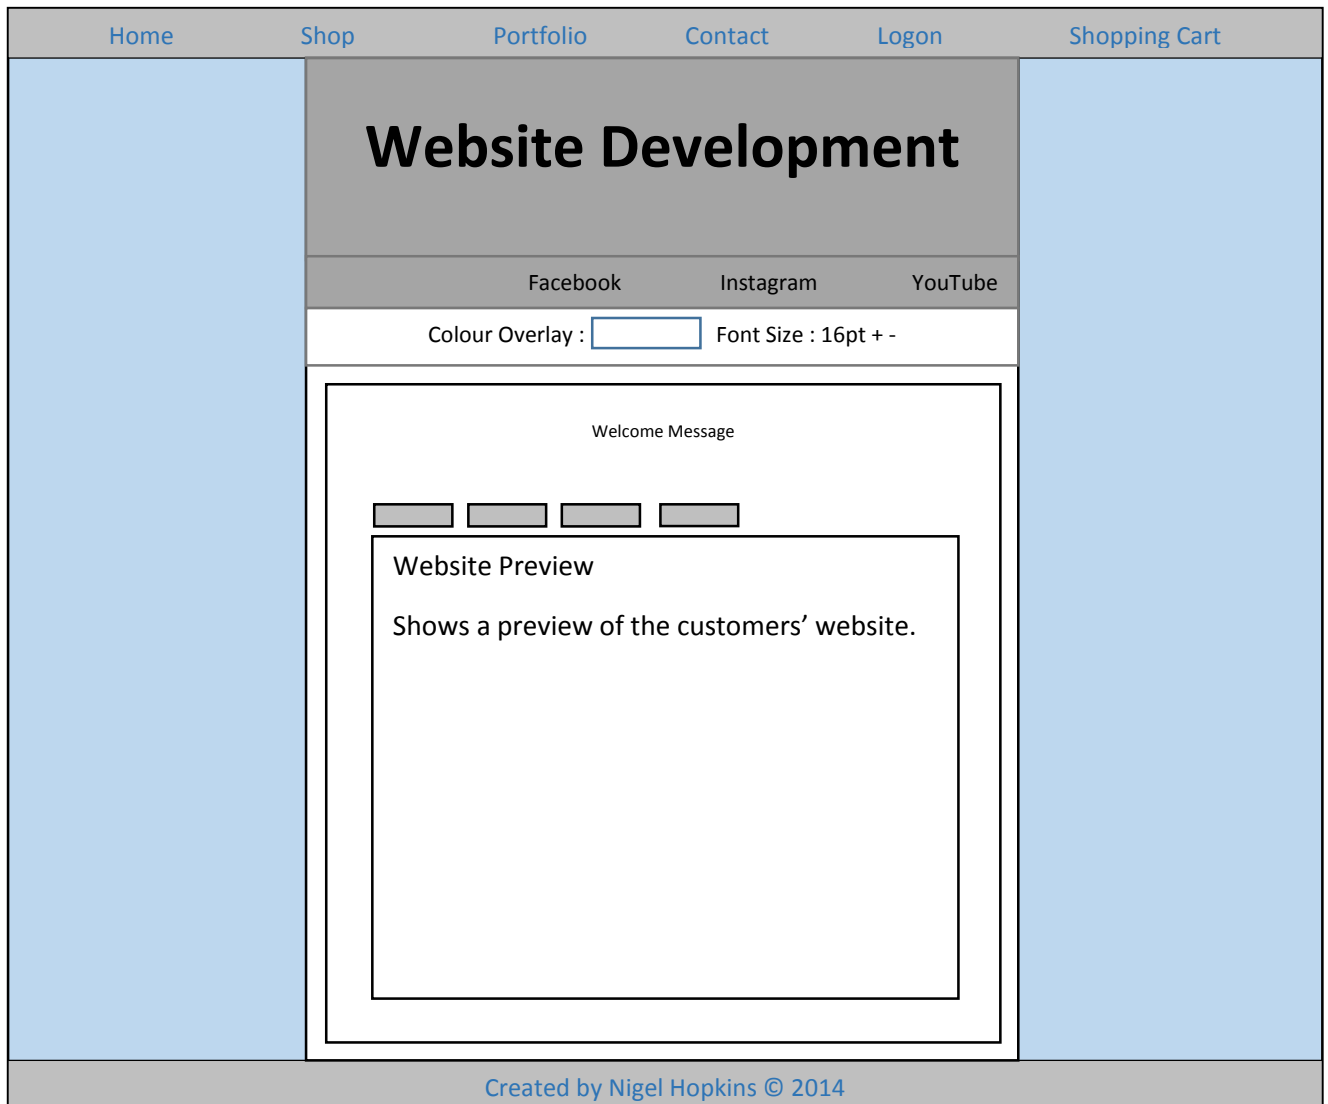 Home Shop Portfolio Contact Logon Shopping Cart
Website Development
Facebook Instagram YouTube
Colour Overlay : Font Size : 16pt + -
Welcome Message
Website Preview
Shows a preview of the customers’ website.
Created by Nigel Hopkins © 2014